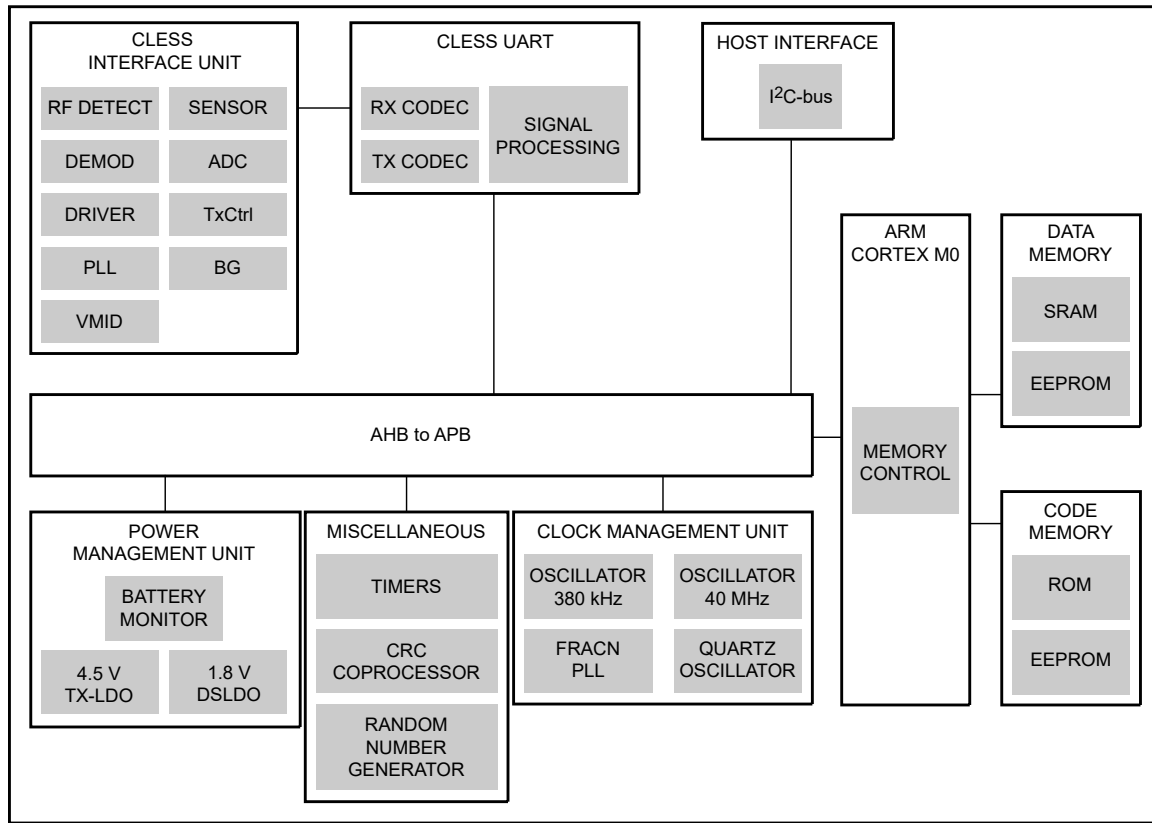 CLESS
INTERFACE UNIT
RF DETECT
SENSOR
DEMOD
ADC
DRIVER
TxCtrl
PLL
BG
VMID
CLESS UART
RX CODEC
TX CODEC
SIGNAL
PROCESSING
HOST INTERFACE
I²C-bus
ARM
CORTEX M0
MEMORY
CONTROL
DATA
MEMORY
SRAM
EEPROM
AHB to APB
POWER
MANAGEMENT UNIT
BATTERY
MONITOR
4.5 V
TX-LDO
1.8 V
DSLDO
MISCELLANEOUS
TIMERS
CRC
COPROCESSOR
RANDOM
NUMBER
GENERATOR
CLOCK MANAGEMENT UNIT
OSCILLATOR
380 kHz
OSCILLATOR
40 MHz
FRACN
PLL
QUARTZ
OSCILLATOR
CODE
MEMORY
ROM
EEPROM